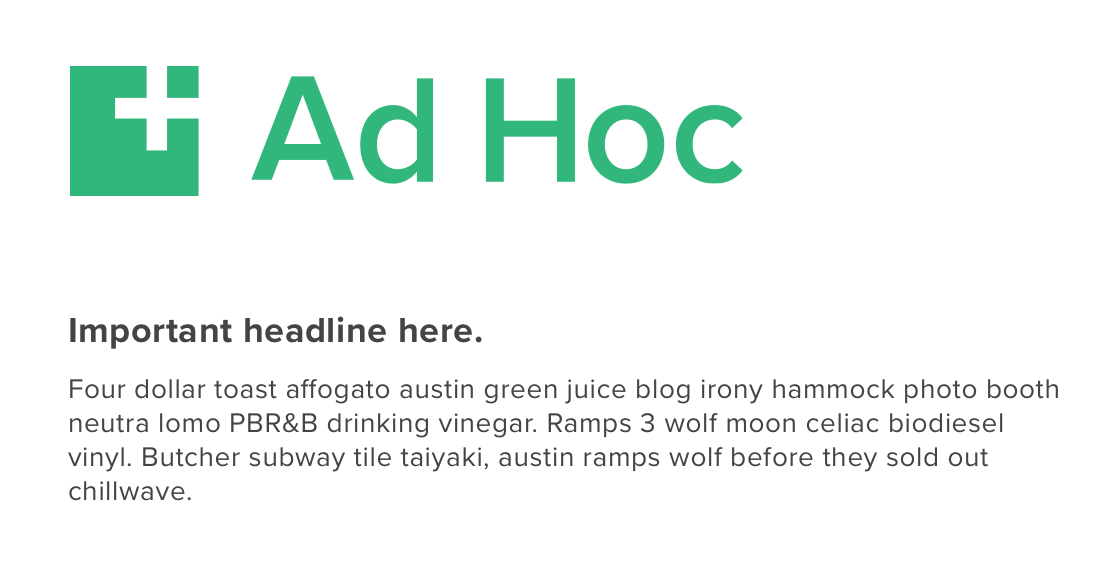 Ad Hoc
Important headline here.
Four dollar toast affogato austin green juice blog irony hammock photo booth
neutra lomo PBR&B drinking vinegar. Ramps 3 wolf moon celiac biodiesel
vinyl. Butcher subway tile taiyaki, austin ramps wolf before they sold out
chillwave.